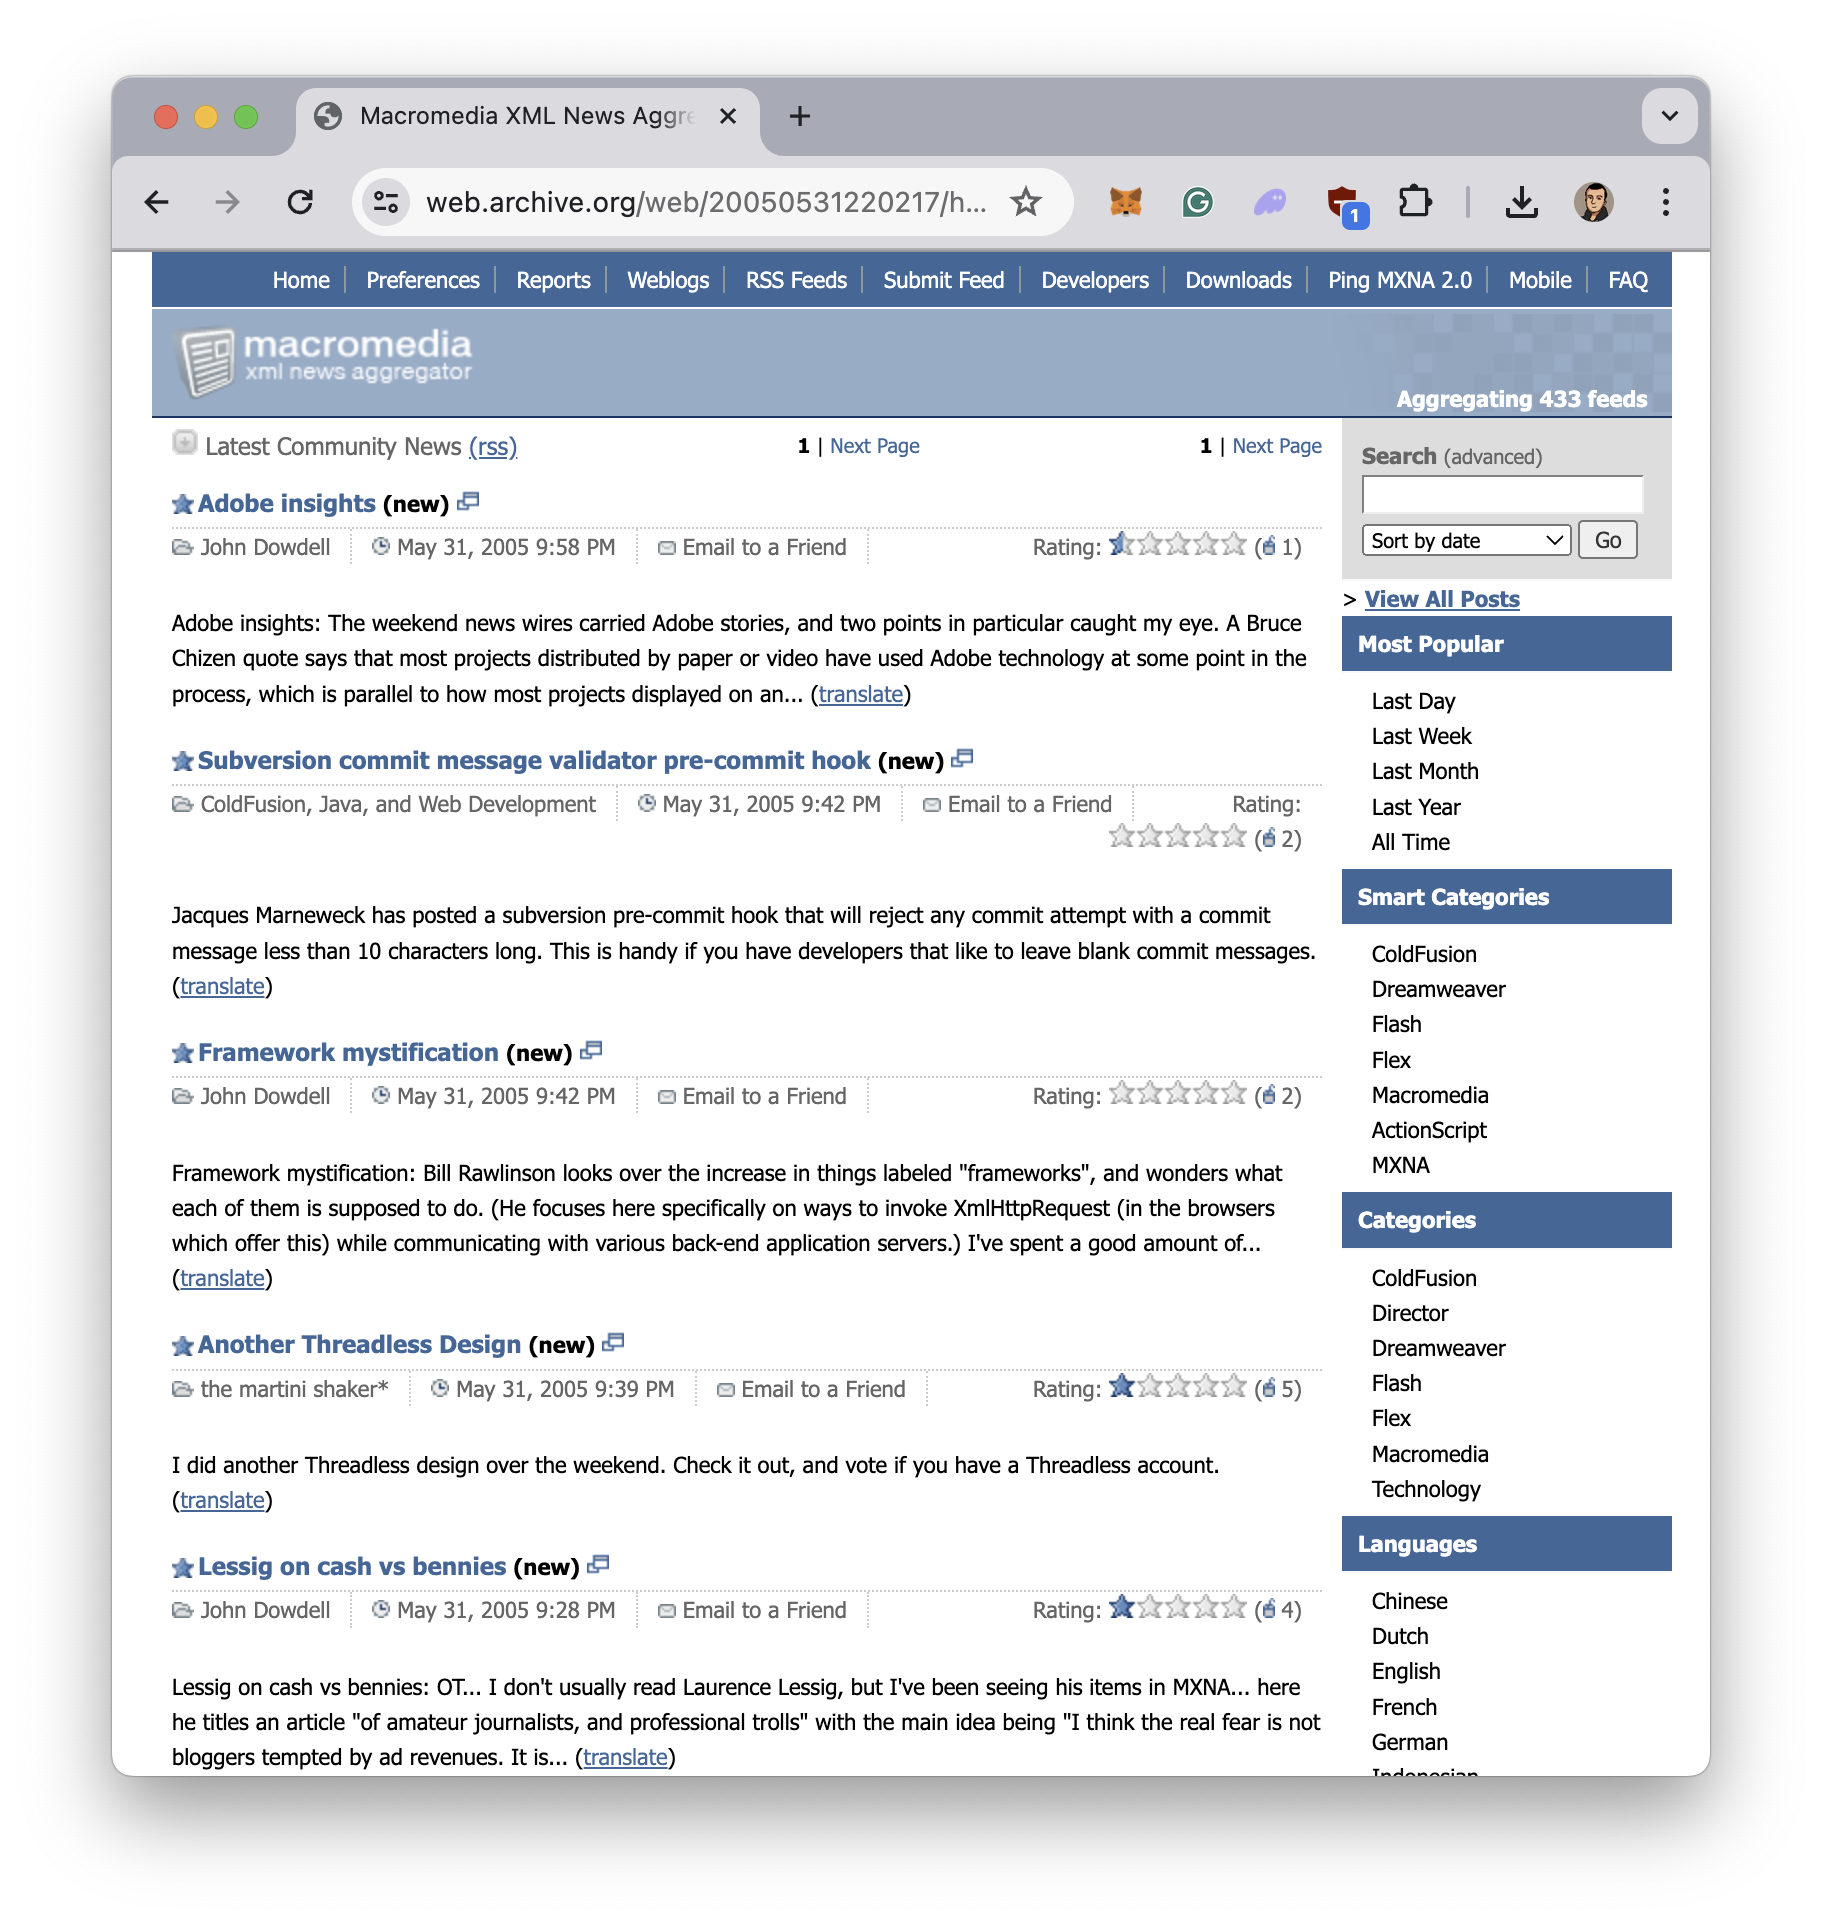 Macromedia XML News Aggre
web.archive.org/web/20050531220217/h...
1
Home
Preferences
Reports
Weblogs
RSS Feeds
Submit Feed
Developers
Downloads
Ping MXNA 2.0
Mobile
FAQ
macromedia
xml news aggregator
Aggregating 433 feeds
Latest Community News (rss)
1 | Next Page
1 | Next Page
Adobe insights (new)
John Dowdell
May 31, 2005 9:58 PM
Email to a Friend
Rating: (1)
Adobe insights: The weekend news wires carried Adobe stories, and two points in particular caught my eye. A Bruce
Chizen quote says that most projects distributed by paper or video have used Adobe technology at some point in the
process, which is parallel to how most projects displayed on an... (translate)
Subversion commit message validator pre-commit hook (new)
ColdFusion, Java, and Web Development
May 31, 2005 9:42 PM
Email to a Friend
Rating:
(2)
Jacques Marneweck has posted a subversion pre-commit hook that will reject any commit attempt with a commit
message less than 10 characters long. This is handy if you have developers that like to leave blank commit messages.
(translate)
Framework mystification (new)
John Dowdell
May 31, 2005 9:42 PM
Email to a Friend
Rating: (2)
Framework mystification: Bill Rawlinson looks over the increase in things labeled "frameworks", and wonders what
each of them is supposed to do. (He focuses here specifically on ways to invoke XmlHttpRequest (in the browsers
which offer this) while communicating with various back-end application servers.) I've spent a good amount of...
(translate)
Another Threadless Design (new)
the martini shaker*
May 31, 2005 9:39 PM
Email to a Friend
Rating: (5)
I did another Threadless design over the weekend. Check it out, and vote if you have a Threadless account.
(translate)
Lessig on cash vs bennies (new)
John Dowdell
May 31, 2005 9:28 PM
Email to a Friend
Rating: (4)
Lessig on cash vs bennies: OT... I don't usually read Laurence Lessig, but I've been seeing his items in MXNA... here
he titles an article "of amateur journalists, and professional trolls" with the main idea being "I think the real fear is not
bloggers tempted by ad revenues. It is... (translate)
Search (advanced)
Sort by date
Go
> View All Posts
Most Popular
Last Day
Last Week
Last Month
Last Year
All Time
Smart Categories
ColdFusion
Dreamweaver
Flash
Flex
Macromedia
ActionScript
MXNA
Categories
ColdFusion
Director
Dreamweaver
Flash
Flex
Macromedia
Technology
Languages
Chinese
Dutch
English
French
German
Indonesian